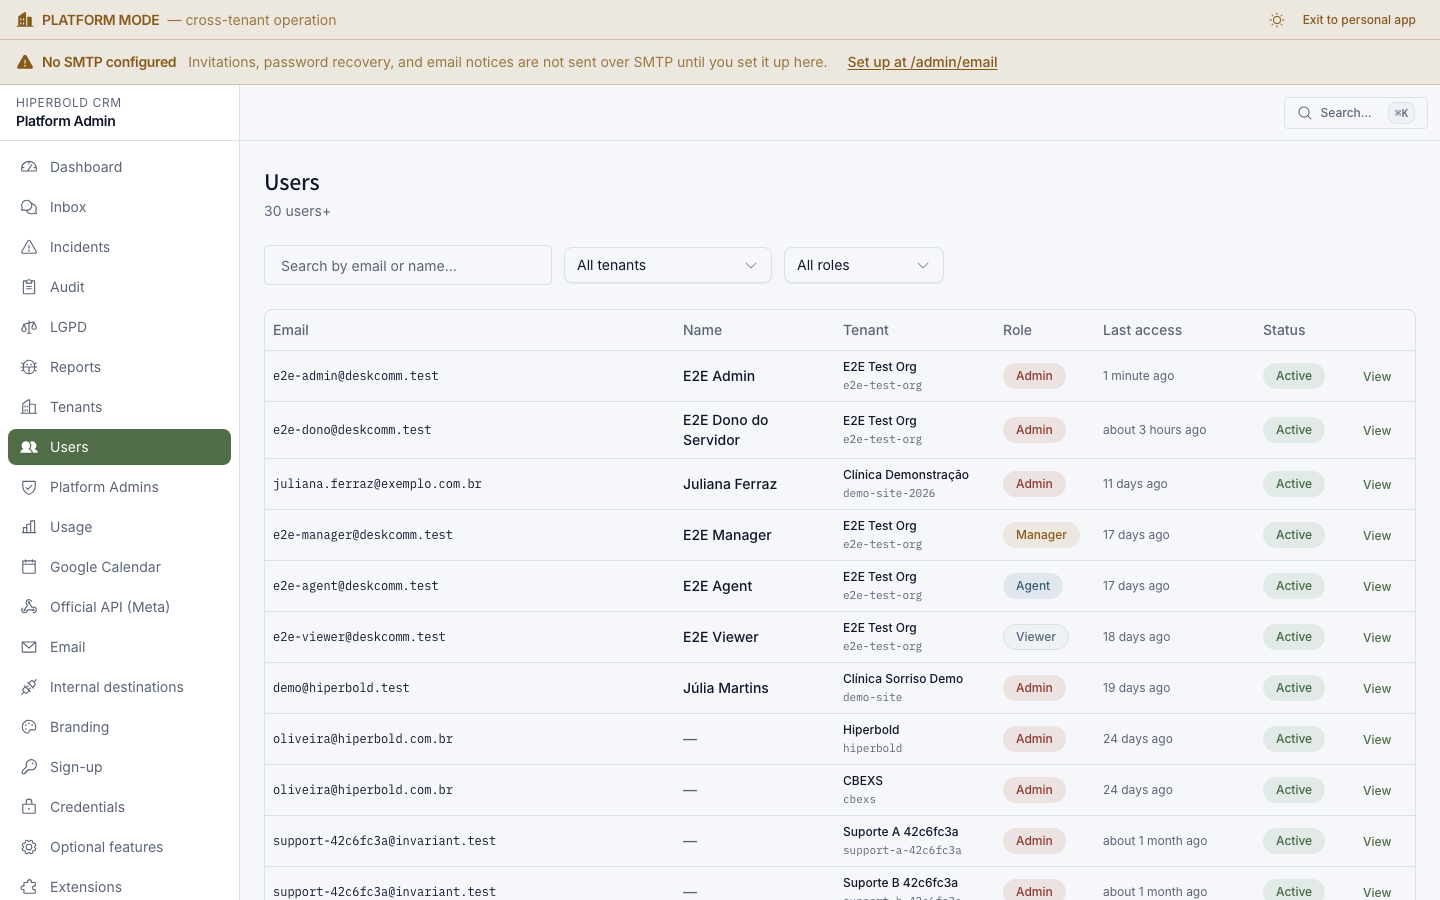 PLATFORM MODE — cross-tenant operation
Exit to personal app
No SMTP configured Invitations, password recovery, and email notices are not sent over SMTP until you set it up here. Set up at /admin/email
HIPERBOLD CRM
Platform Admin
Search... ⌘K
Dashboard
Inbox
Incidents
Audit
LGPD
Reports
Tenants
Users
Platform Admins
Usage
Google Calendar
Official API (Meta)
Email
Internal destinations
Branding
Sign-up
Credentials
Optional features
Extensions
Users
30 users+
Search by email or name...
All tenants
All roles
Email Name Tenant Role Last access Status
e2e-admin@deskcomm.test E2E Admin E2E Test Org Admin 1 minute ago Active View
e2e-test-org
e2e-dono@deskcomm.test E2E Dono do E2E Test Org Admin about 3 hours ago Active View
Servidor e2e-test-org
juliana.ferraz@exemplo.com.br Juliana Ferraz Clínica Demonstração Admin 11 days ago Active View
demo-site-2026
e2e-manager@deskcomm.test E2E Manager E2E Test Org Manager 17 days ago Active View
e2e-test-org
e2e-agent@deskcomm.test E2E Agent E2E Test Org Agent 17 days ago Active View
e2e-test-org
e2e-viewer@deskcomm.test E2E Viewer E2E Test Org Viewer 18 days ago Active View
e2e-test-org
demo@hiperbold.test Júlia Martins Clínica Sorriso Demo Admin 19 days ago Active View
demo-site
oliveira@hiperbold.com.br — Hiperbold Admin 24 days ago Active View
hiperbold
oliveira@hiperbold.com.br — CBEXS Admin 24 days ago Active View
cbexs
support-42c6fc3a@invariant.test — Suporte A 42c6fc3a Admin about 1 month ago Active View
support-a-42c6fc3a
support-42c6fc3a@invariant.test — Suporte B 42c6fc3a Admin about 1 month ago Active View